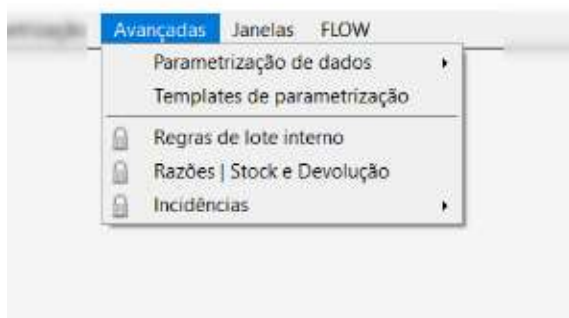 Avançadas Janelas FLOW
Parametrização de dados
Templates de parametrização
Regras de lote interno
Razões | Stock e Devolução
Incidências